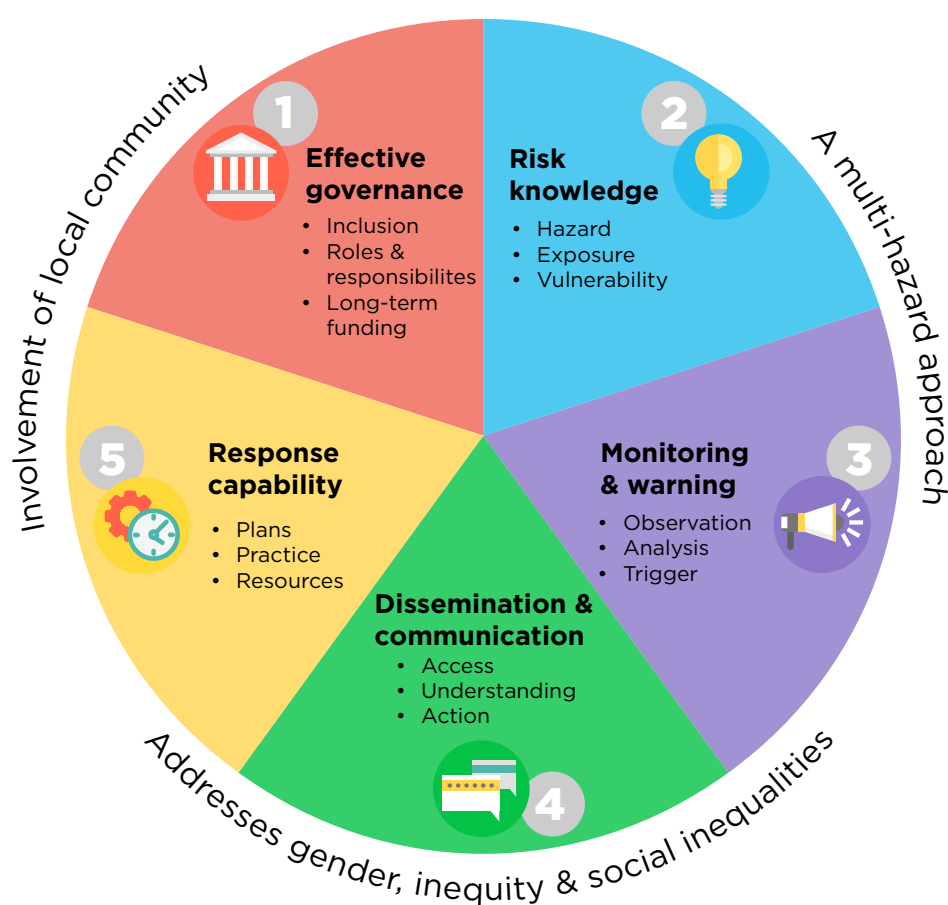 Involvement of local community
A multi-hazard approach
Addresses gender, inequity & social inequalities
1
Effective
governance
• Inclusion
• Roles &
responsibilites
• Long-term
funding
2
Risk
knowledge
• Hazard
• Exposure
• Vulnerability
3
Monitoring
& warning
• Observation
• Analysis
• Trigger
4
Dissemination &
communication
• Access
• Understanding
• Action
5
Response
capability
• Plans
• Practice
• Resources